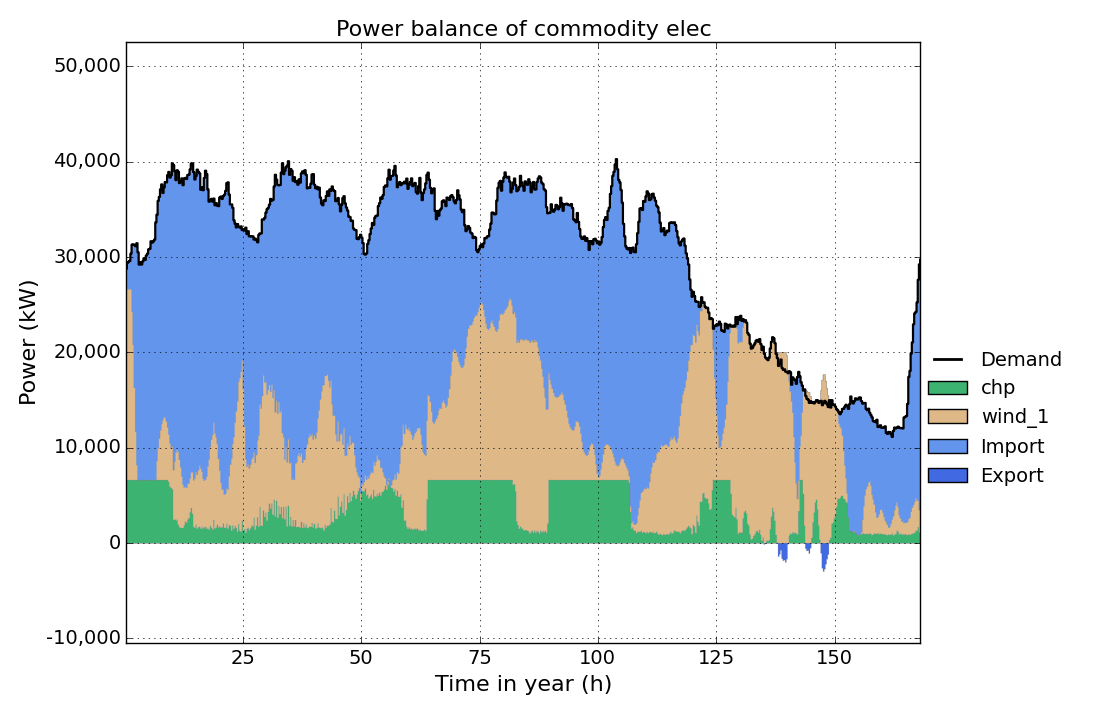 Power balance of commodity elec
Power (kW)
50,000
40,000
30,000
20,000
10,000
0
-10,000
25 50 75 100 125 150
Time in year (h)
Demand
chp
wind_1
Import
Export